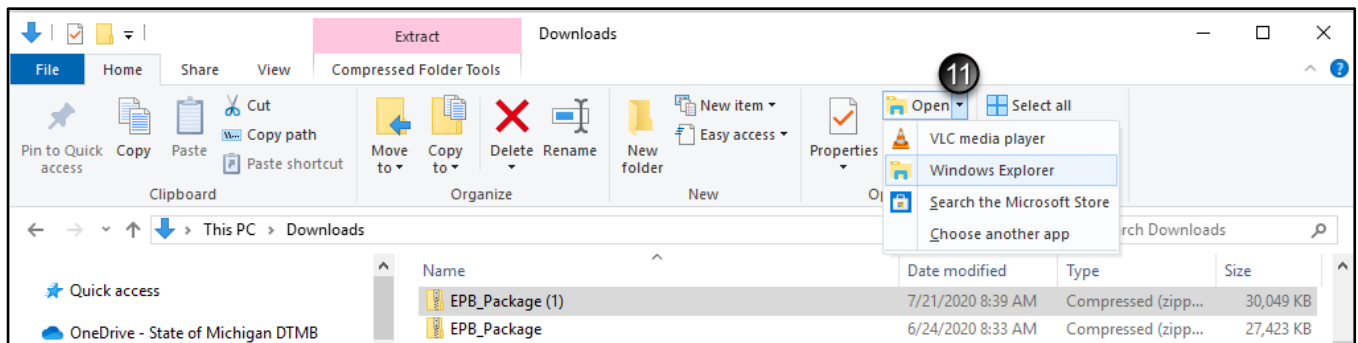 Extract
Downloads
File Home Share View Compressed Folder Tools
11
Pin to Quick access
Copy
Paste
Cut
Copy path
Paste shortcut
Clipboard
Move to
Copy to
Delete
Rename
Organize
New folder
New item
Easy access
New
Properties
Open
Select all
VLC media player
Windows Explorer
Search the Microsoft Store
Choose another app
This PC > Downloads
Downloads
Name Date modified Type Size
Quick access
EPB_Package (1) 7/21/2020 8:39 AM Compressed (zipp... 30,049 KB
OneDrive - State of Michigan DTMB
EPB_Package 6/24/2020 8:33 AM Compressed (zipp... 27,423 KB